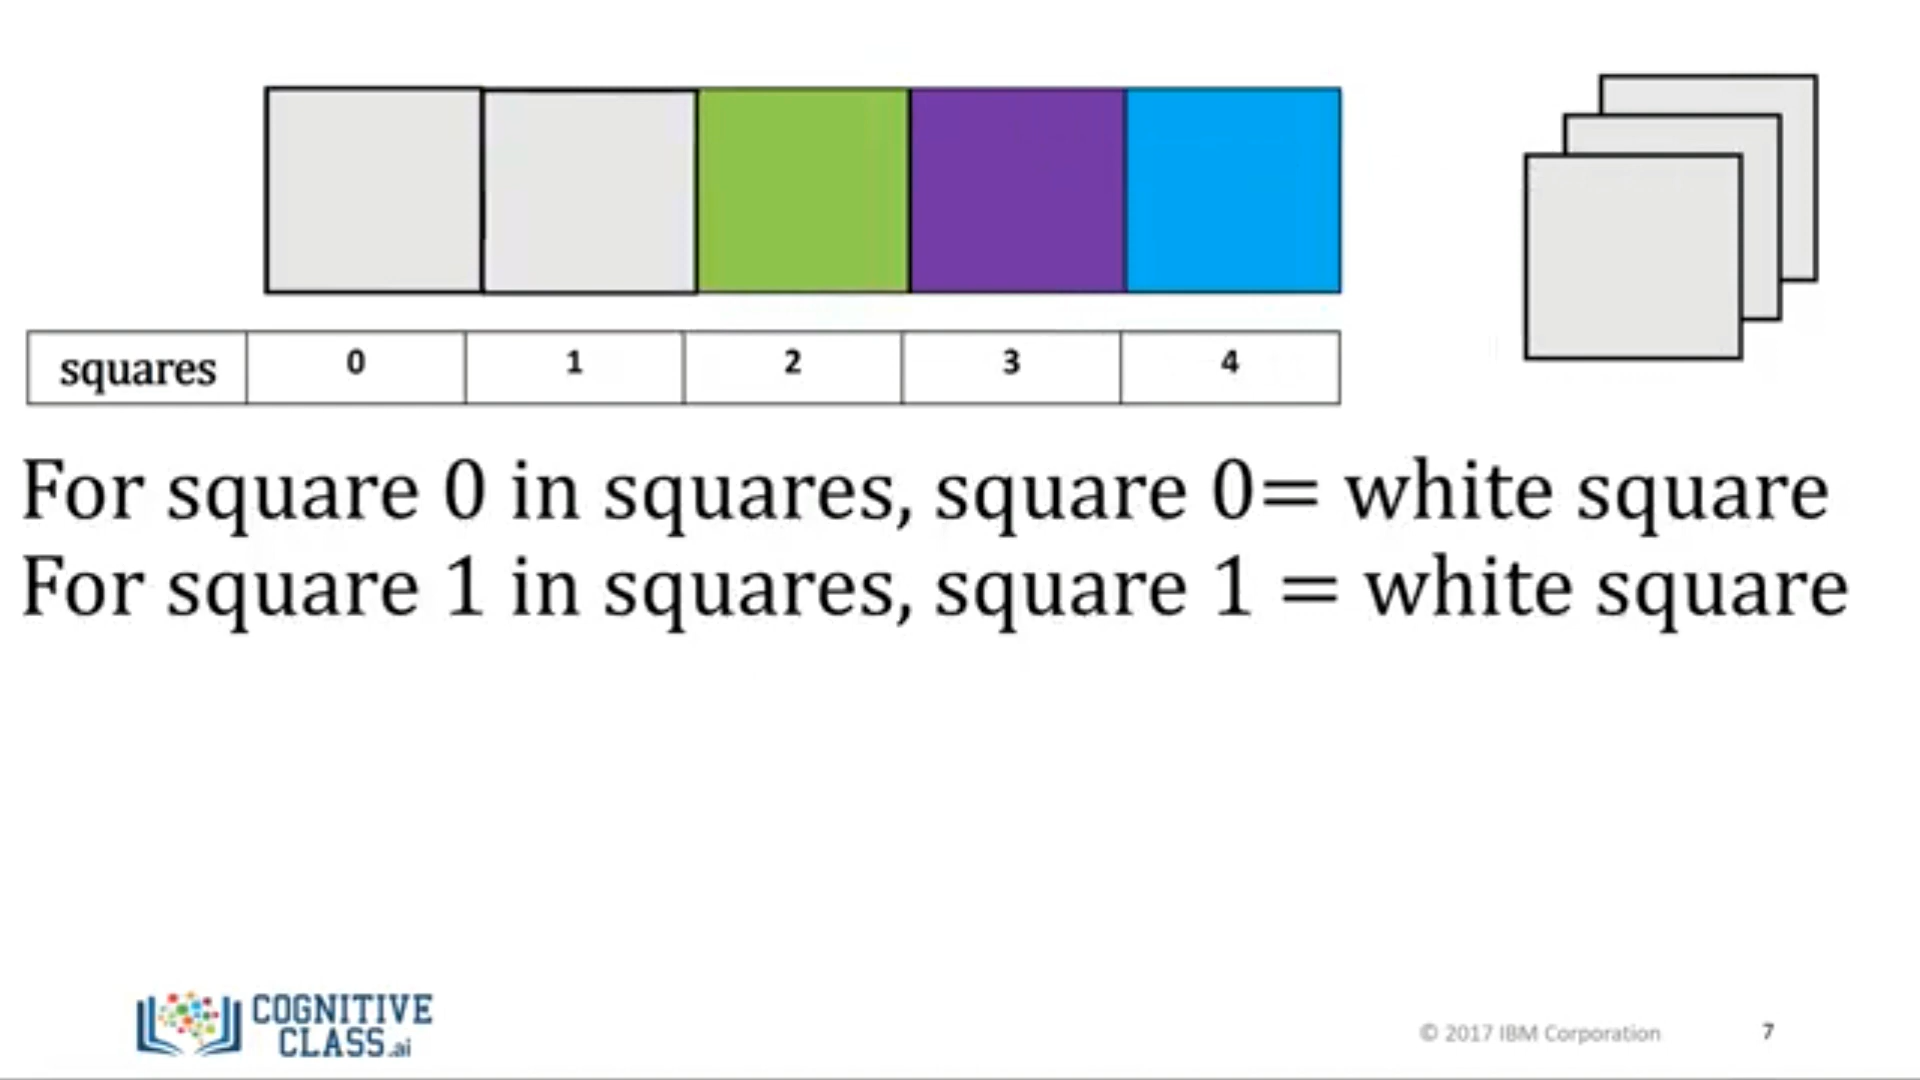 squares 0 1 2 3 4
For square 0 in squares, square 0= white square
For square 1 in squares, square 1 = white square
COGNITIVE
CLASS.ai
© 2017 IBM Corporation 7